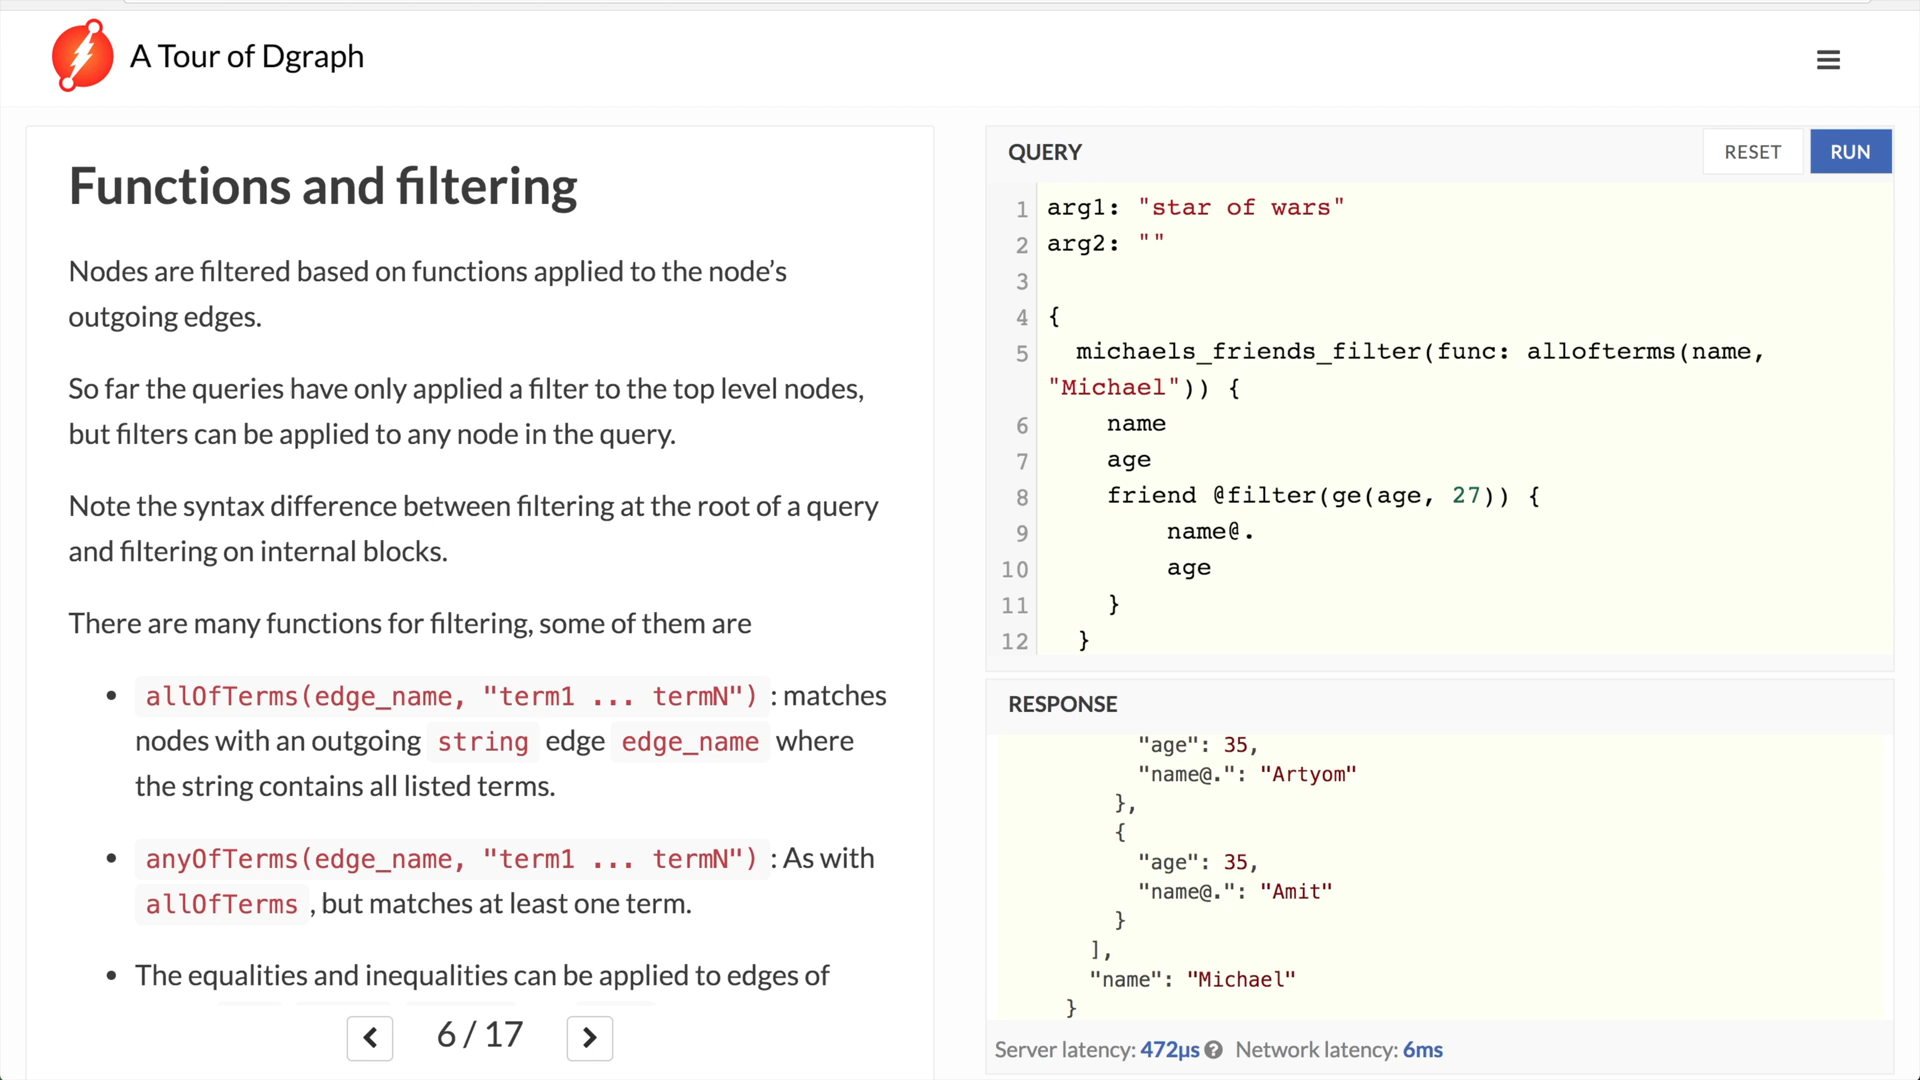 A Tour of Dgraph
Functions and filtering
Nodes are filtered based on functions applied to the node’s
outgoing edges.
So far the queries have only applied a filter to the top level nodes,
but filters can be applied to any node in the query.
Note the syntax difference between filtering at the root of a query
and filtering on internal blocks.
There are many functions for filtering, some of them are
• allOfTerms(edge_name, "term1 ... termN") : matches
nodes with an outgoing string edge edge_name where
the string contains all listed terms.
• anyOfTerms(edge_name, "term1 ... termN") : As with
allOfTerms , but matches at least one term.
• The equalities and inequalities can be applied to edges of
6 / 17
QUERY
RESET
RUN
1 arg1: "star of wars"
2 arg2: ""
3
4 {
5 michaels_friends_filter(func: allofterms(name,
"Michael")) {
6 name
7 age
8 friend @filter(ge(age, 27)) {
9 name@.
10 age
11 }
12 }
RESPONSE
"age": 35,
"name@.": "Artyom"
},
{
"age": 35,
"name@.": "Amit"
}
],
"name": "Michael"
}
Server latency: 472µs ? Network latency: 6ms